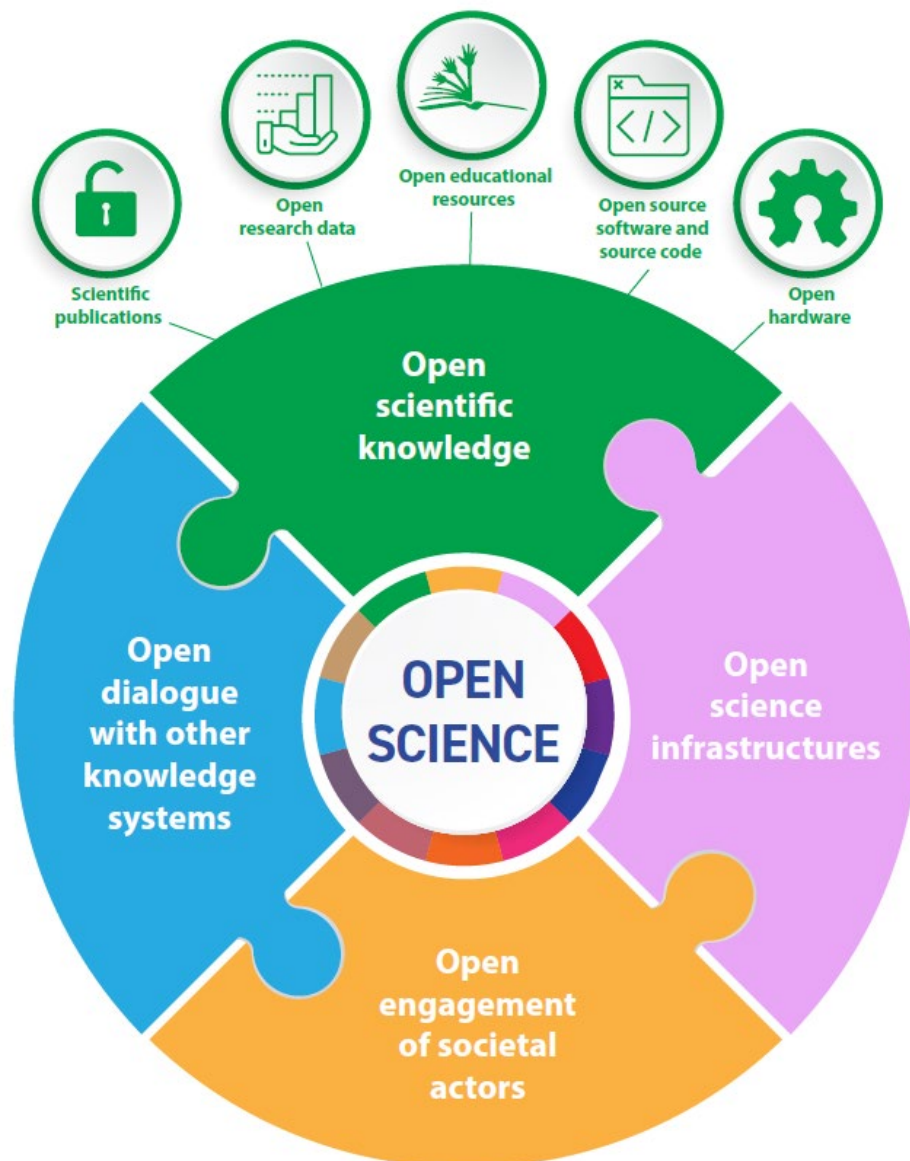 Scientific
publications
Open
research data
Open educational
resources
Open source
software and
source code
Open
hardware
Open
scientific
knowledge
Open
dialogue
with other
knowledge
systems
OPEN
SCIENCE
Open
science
infrastructures
Open
engagement
of societal
actors